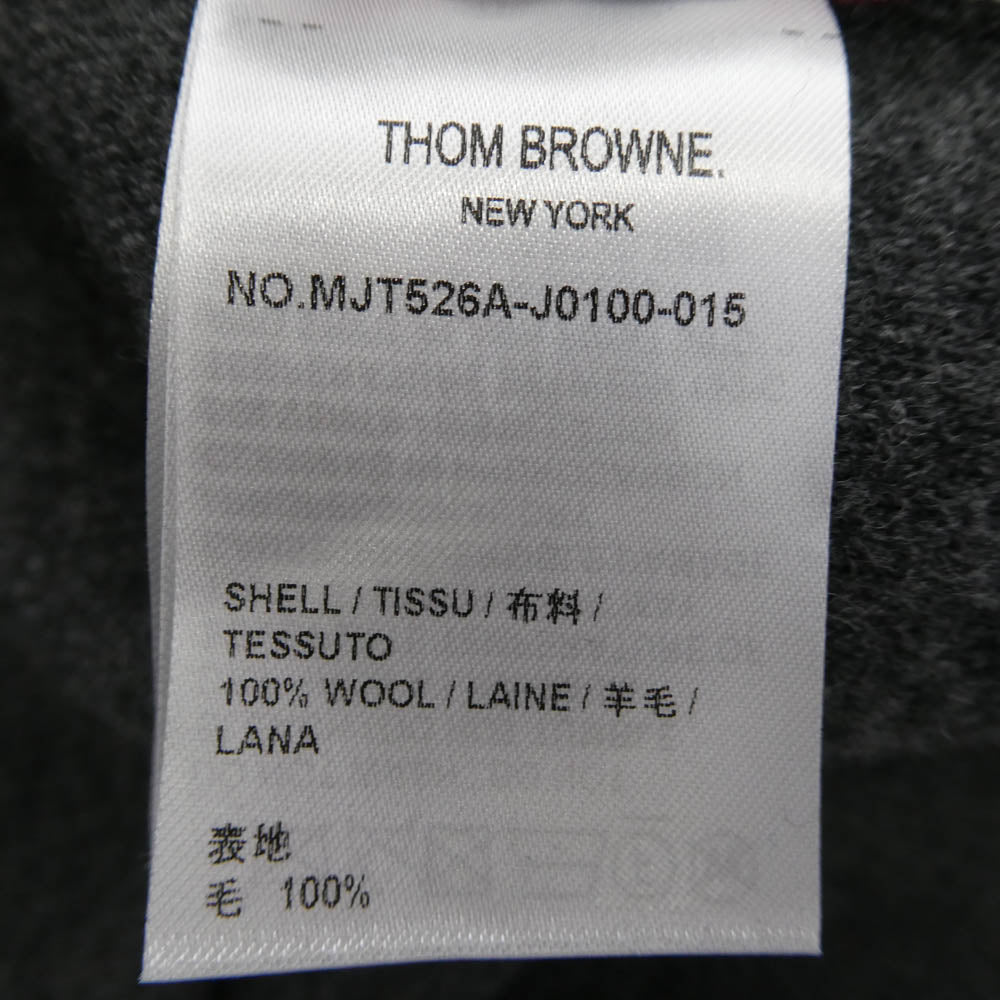 THOM BROWNE.
NEW YORK
NO.MJT526A-J0100-015
SHELL / TISSU / 布料 /
TESSUTO
100% WOOL / LAINE / 羊毛 /
LANA
表地
毛 100%